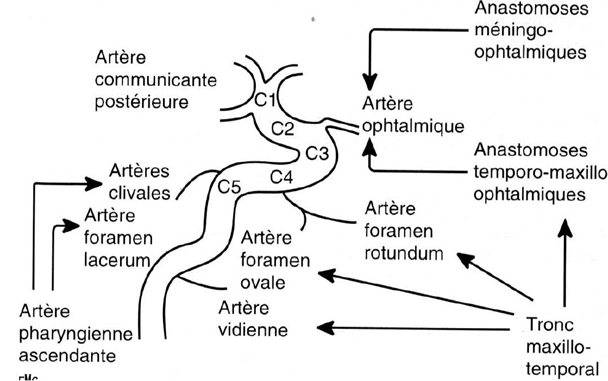 Anastomoses
méningo-
ophtalmiques
Artère
communicante
postérieure
C1
Artère
ophtalmique
C2
C3
Anastomoses
temporo-maxillo
ophtalmiques
Artères
clivales
C5
C4
Artère
foramen
lacerum
Artère
foramen
rotundum
Artère
foramen
ovale
Artère
vidienne
Artère
pharyngienne
ascendante
Tronc
maxillo-
temporal